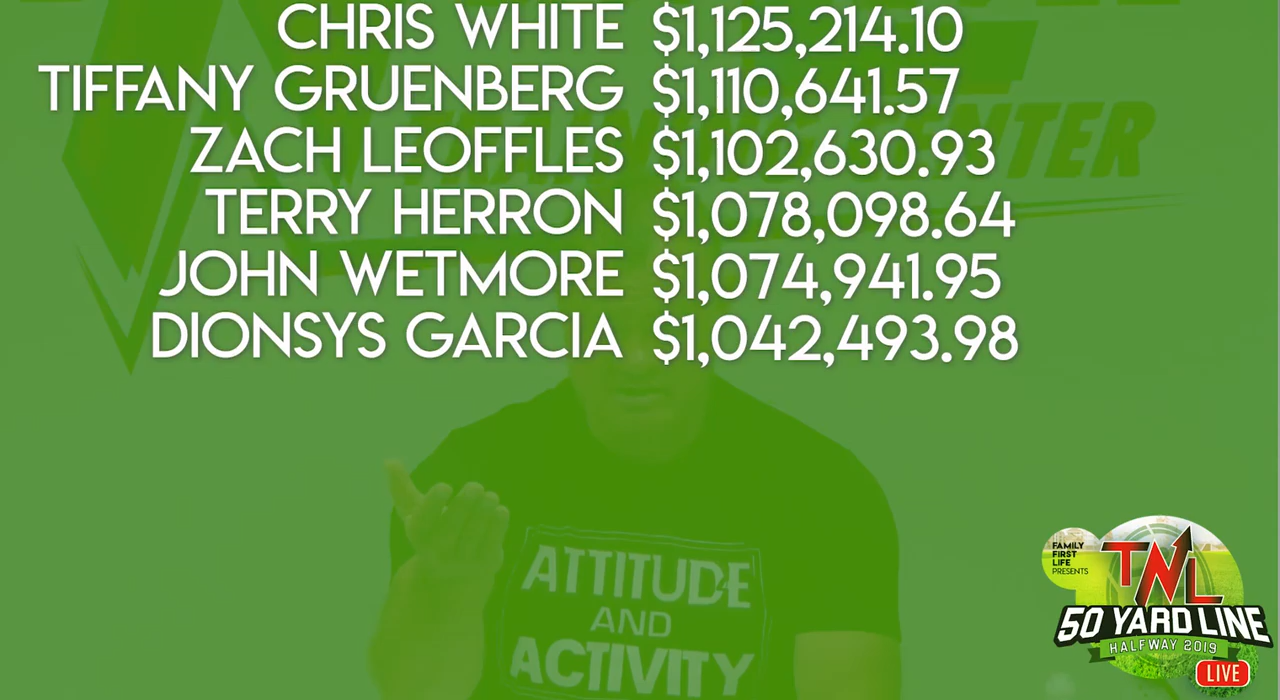 CHRIS WHITE $1,125,214.10
TIFFANY GRUENBERG $1,110,641.57
ZACH LEOFFLES $1,102,630.93
TERRY HERRON $1,078,098.64
JOHN WETMORE $1,074,941.95
DIONSYS GARCIA $1,042,493.98
ATTITUDE
AND
ACTIVITY
FAMILY
FIRST
LIFE
PRESENTS
TNL
50 YARD LINE
HALFWAY 2019
LIVE